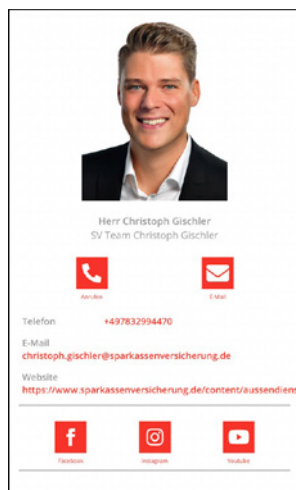 Herr Christoph Gischler
SV Team Christoph Gischler
Anrufen E-Mail
Telefon +497832994470
E-Mail
christoph.gischler@sparkassenversicherung.de
Website
https://www.sparkassenversicherung.de/content/aussendiens
Facebook Instagram Youtube